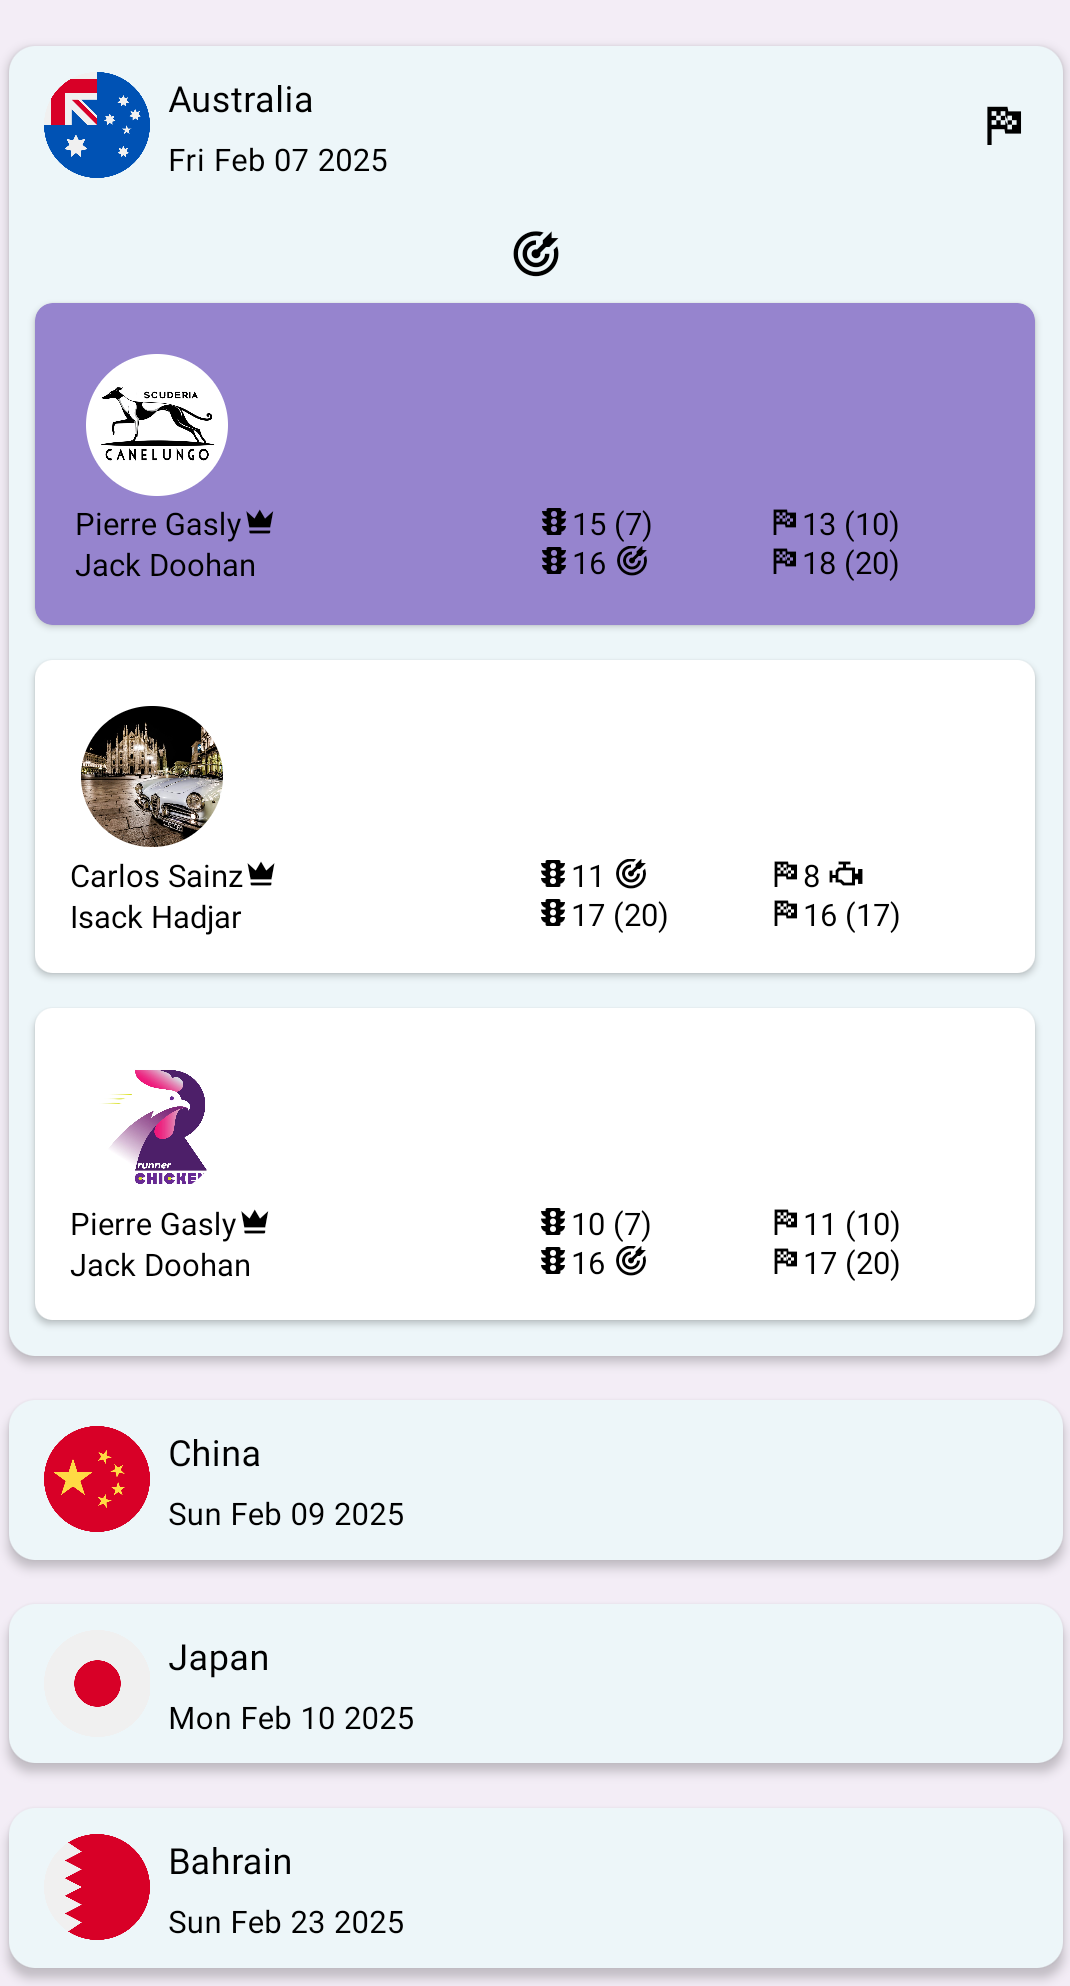 Australia
Fri Feb 07 2025
SCUDERIA
CANELUNGO
Pierre Gasly 15 (7) 13 (10)
Jack Doohan 16 18 (20)
Carlos Sainz 11 8
Isack Hadjar 17 (20) 16 (17)
runner
CHICKEN
Pierre Gasly 10 (7) 11 (10)
Jack Doohan 16 17 (20)
China
Sun Feb 09 2025
Japan
Mon Feb 10 2025
Bahrain
Sun Feb 23 2025